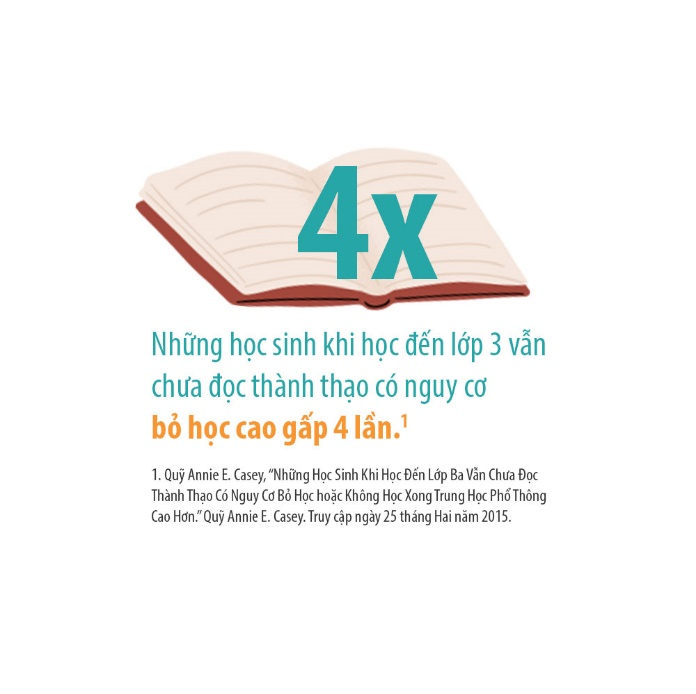 4x
Những học sinh khi học đến lớp 3 vẫn
chưa đọc thành thạo có nguy cơ
bỏ học cao gấp 4 lần.¹
1. Quỹ Annie E. Casey, “Những Học Sinh Khi Học Đến Lớp Ba Vẫn Chưa Đọc
Thành Thạo Có Nguy Cơ Bỏ Học hoặc Không Học Xong Trung Học Phổ Thông
Cao Hơn.” Quỹ Annie E. Casey. Truy cập ngày 25 tháng Hai năm 2015.